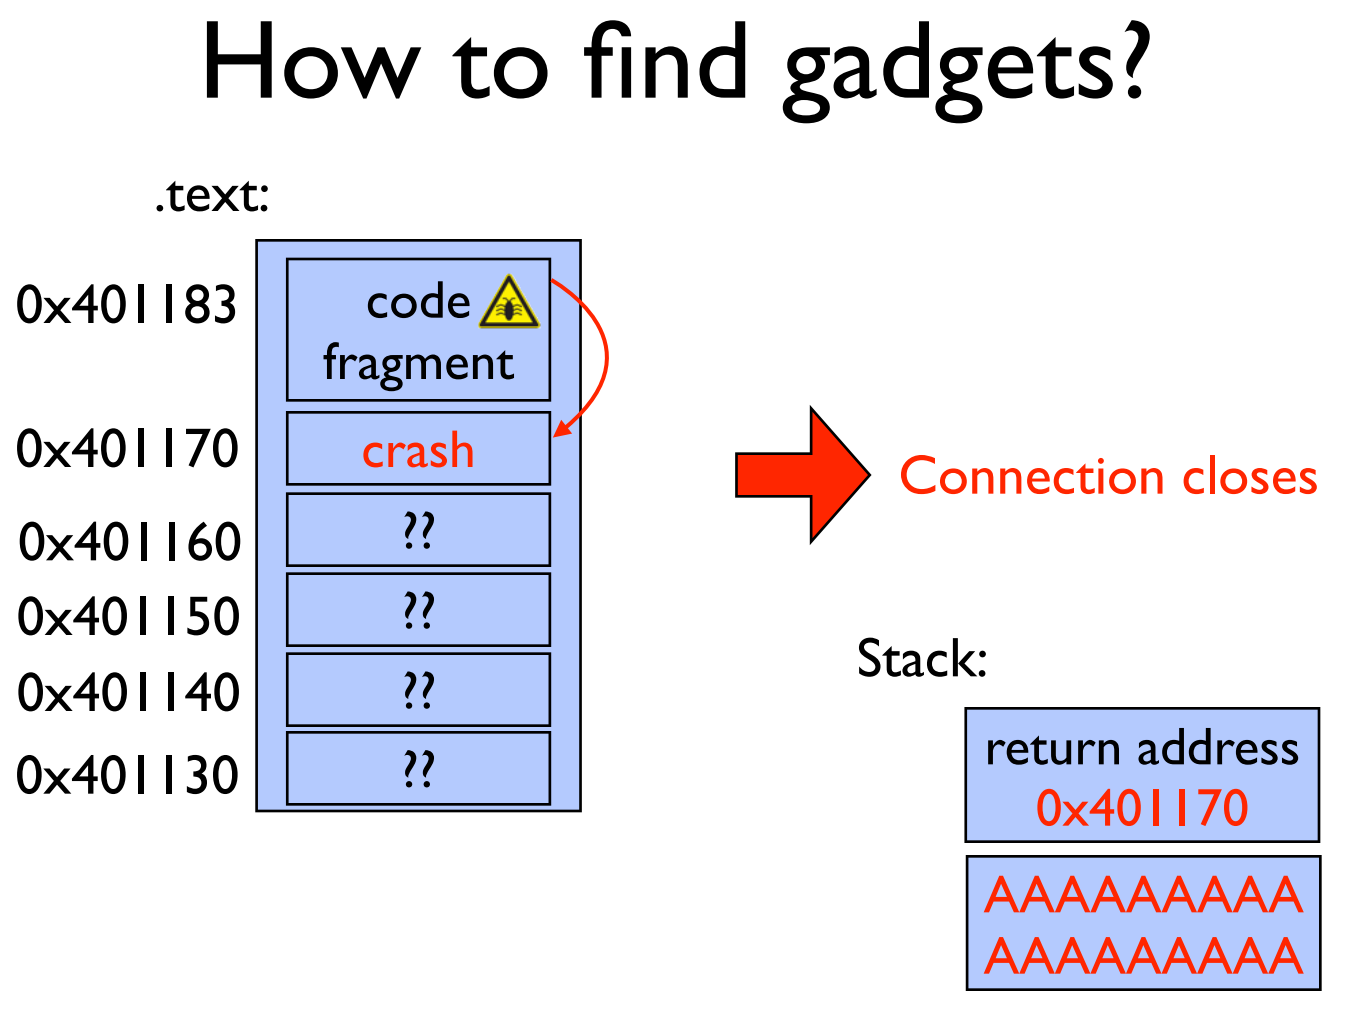 How to find gadgets?
.text:
0x401183
code
fragment
0x401170
crash
Connection closes
0x401160
??
0x401150
??
0x401140
??
0x401130
??
Stack:
return address
0x401170
AAAAAAAAA
AAAAAAAAA